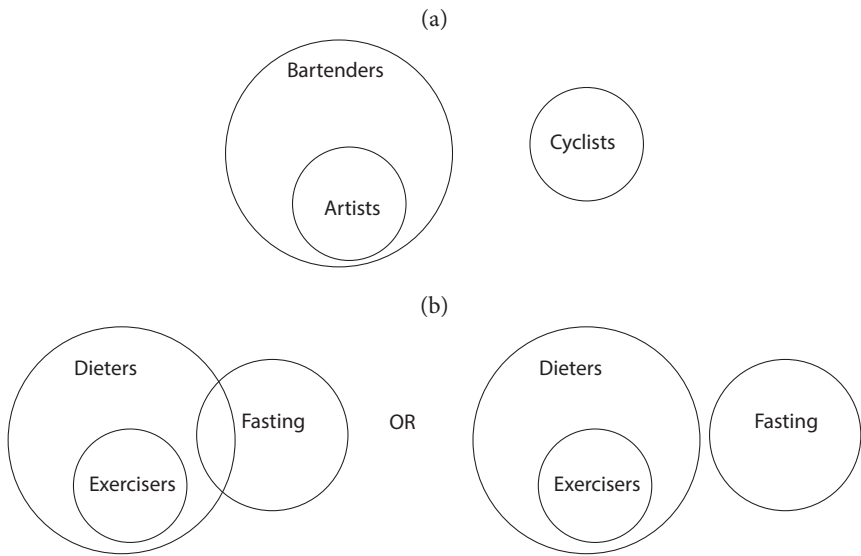 (a)
Bartenders
Cyclists
Artists
(b)
Dieters
Dieters
Fasting
OR
Fasting
Exercisers
Exercisers